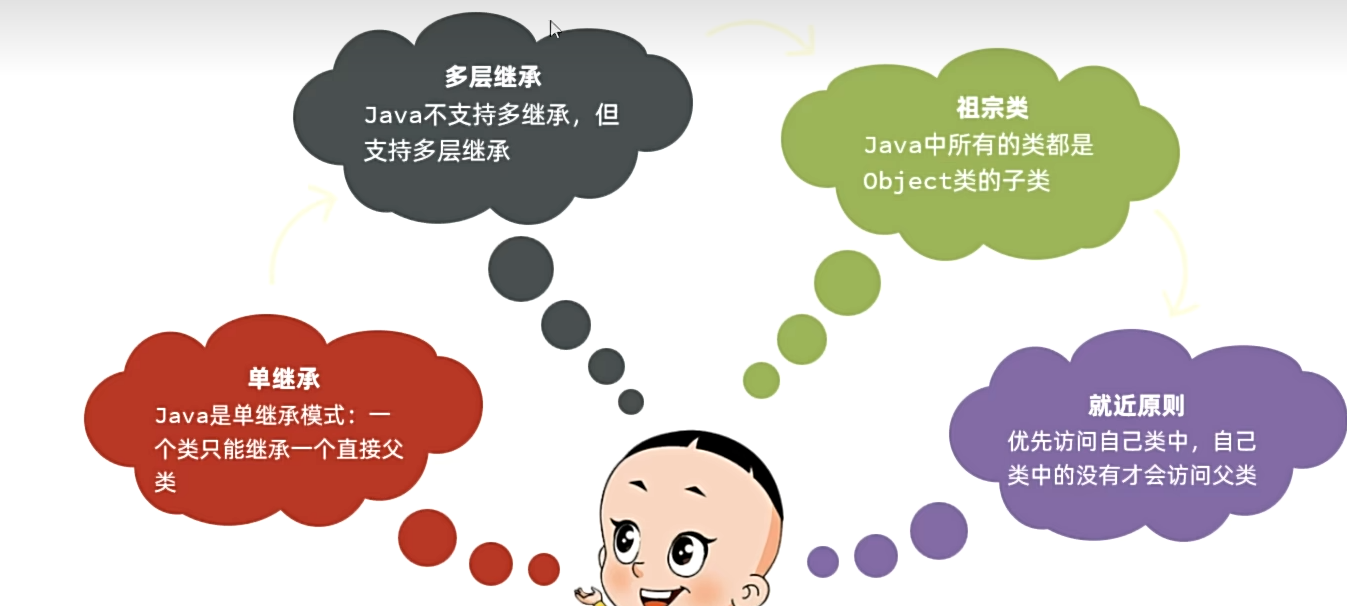 多层继承
Java不支持多继承，但
支持多层继承
祖宗类
Java中所有的类都是
Object类的子类
单继承
Java是单继承模式：一
个类只能继承一个直接父
类
就近原则
优先访问自己类中，自己
类中的没有才会访问父类